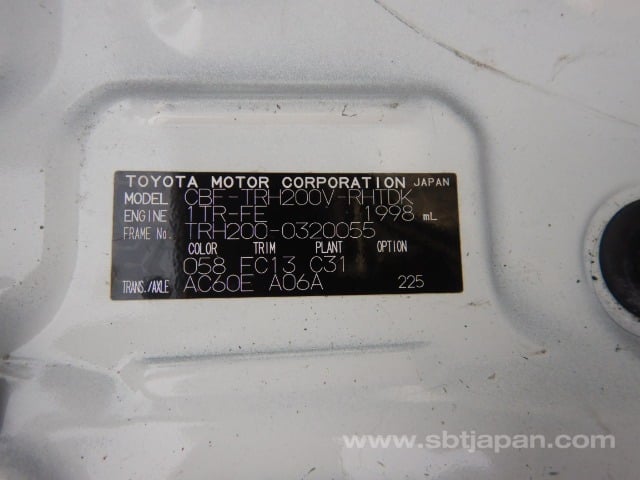 TOYOTA MOTOR CORPORATION JAPAN
MODEL CBF-TRH200V-RHTDK
ENGINE 1TR-FE 1998 mL
FRAME No. TRH200-0320055
COLOR TRIM PLANT OPTION
058 FC13 C31
TRANS./AXLE AC60E A06A 225
www.sbtjapan.com